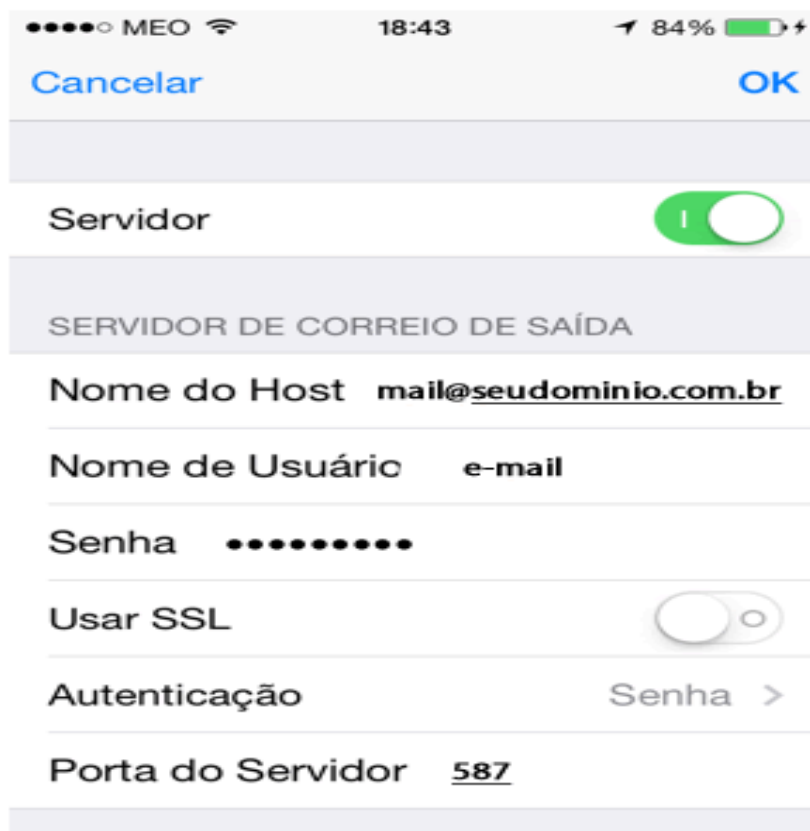 MEO 18:43 84%
Cancelar OK
Servidor
SERVIDOR DE CORREIO DE SAÍDA
Nome do Host mail@seudominio.com.br
Nome de Usuário e-mail
Senha •••••••••
Usar SSL
Autenticação Senha >
Porta do Servidor 587